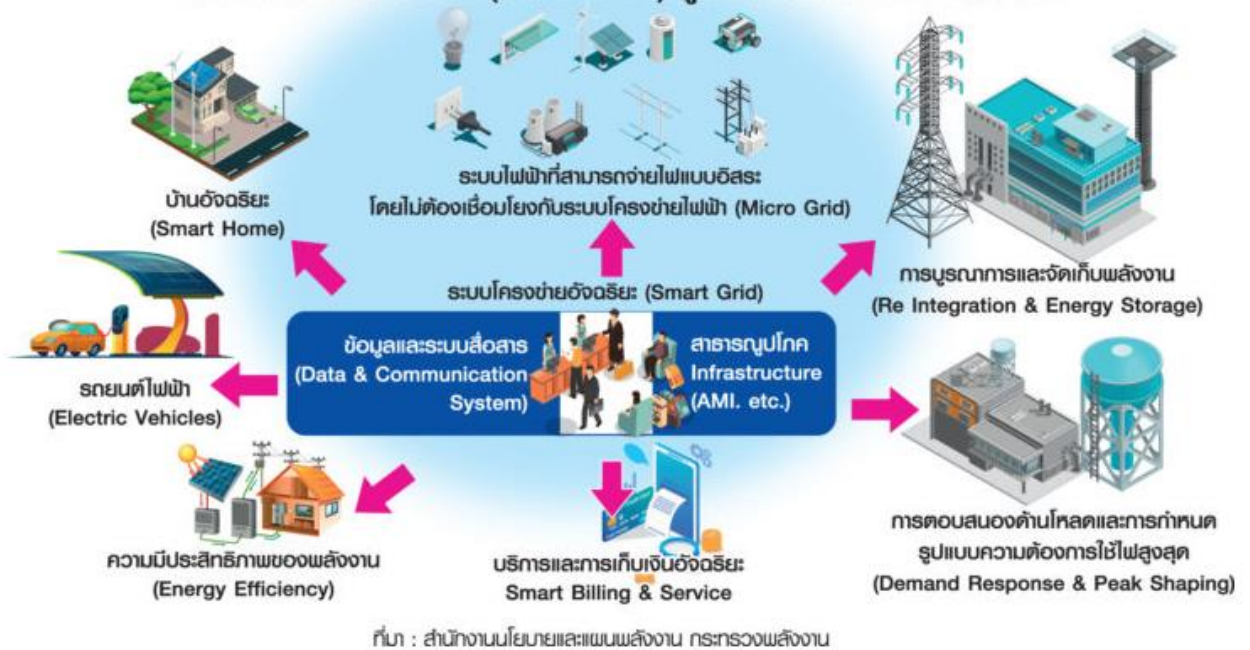 บ้านอัจฉริยะ
(Smart Home)
ระบบไฟฟ้าที่สามารถจ่ายไฟแบบอิสระ
โดยไม่ต้องเชื่อมโยงกับระบบโครงข่ายไฟฟ้า (Micro Grid)
การบูรณาการและจัดเก็บพลังงาน
(Re Integration & Energy Storage)
ระบบโครงข่ายอัจฉริยะ (Smart Grid)
ข้อมูลและระบบสื่อสาร
(Data & Communication
System)
สาธารณูปโภค
Infrastructure
(AMI. etc.)
รถยนต์ไฟฟ้า
(Electric Vehicles)
ความมีประสิทธิภาพของพลังงาน
(Energy Efficiency)
บริการและการเก็บเงินอัจฉริยะ
Smart Billing & Service
การตอบสนองด้านโหลดและการกำหนด
รูปแบบความต้องการใช้ไฟสูงสุด
(Demand Response & Peak Shaping)
ที่มา : สำนักงานนโยบายและแผนพลังงาน กระทรวงพลังงาน